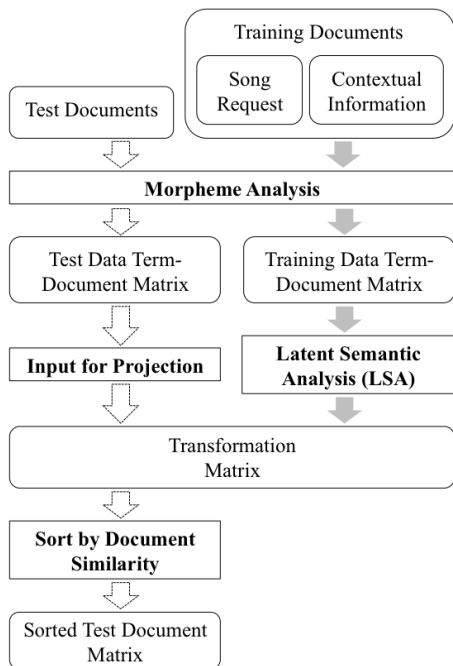 Training Documents
Song
Request
Contextual
Information
Test Documents
Morpheme Analysis
Test Data Term-
Document Matrix
Training Data Term-
Document Matrix
Input for Projection
Latent Semantic
Analysis (LSA)
Transformation
Matrix
Sort by Document
Similarity
Sorted Test Document
Matrix